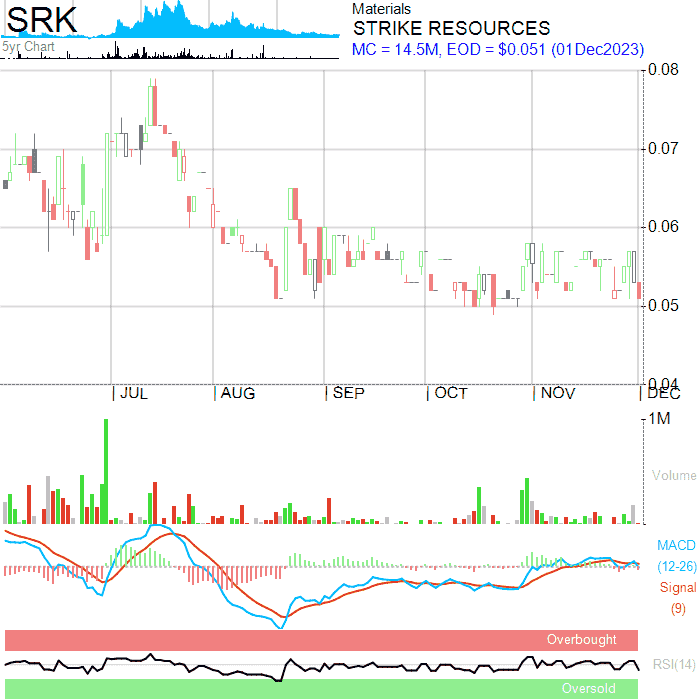 SRK
5yr Chart
Materials
STRIKE RESOURCES
MC = 14.5M, EOD = $0.051 (01Dec2023)
0.08
0.07
0.06
0.05
0.04
JUL AUG SEP OCT NOV DEC
1M
Volume
MACD
(12-26)
Signal
(9)
Overbought
RSI(14)
Oversold